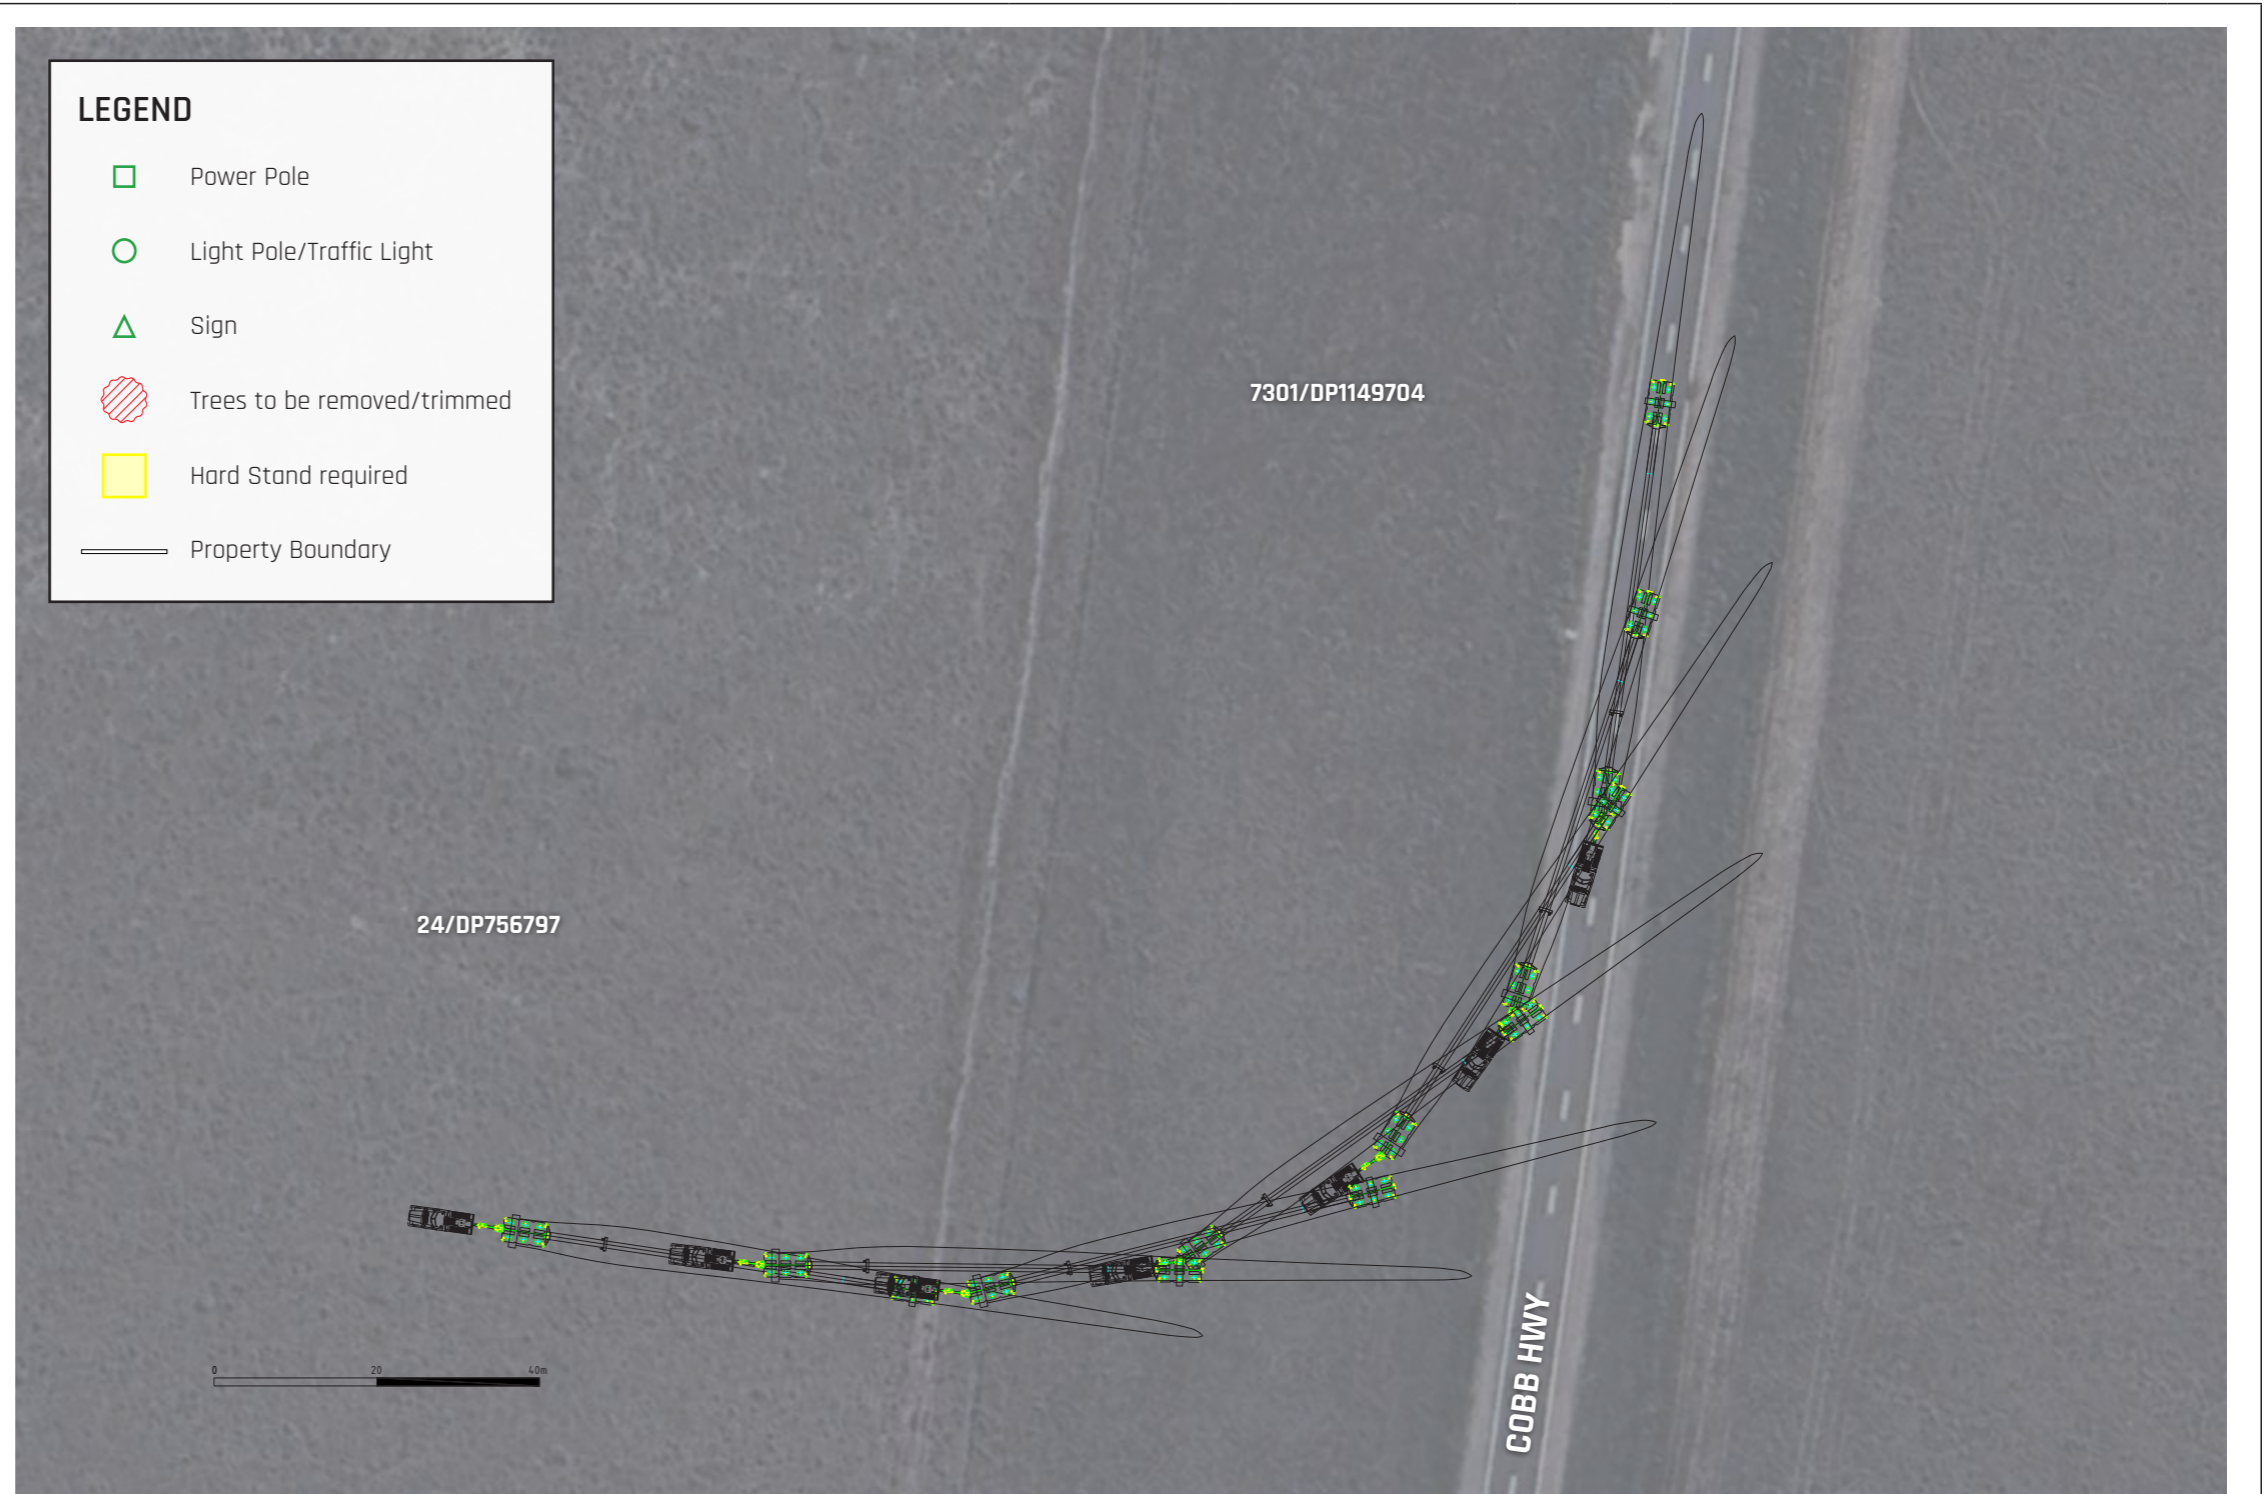 LEGEND
Power Pole
Light Pole/Traffic Light
Sign
Trees to be removed/trimmed
Hard Stand required
Property Boundary
7301/DP1149704
24/DP756797
COBB HWY
0 20 40m